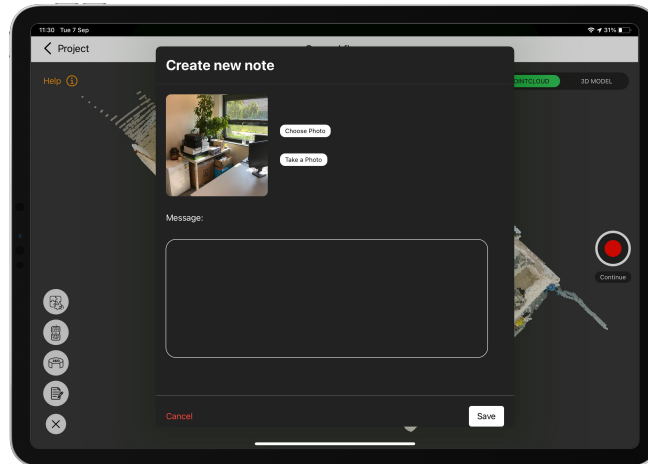 11:30 Tue 7 Sep
31%
Project
Create new note
Help
POINTCLOUD
3D MODEL
Choose Photo
Take a Photo
Message:
Continue
Cancel
Save